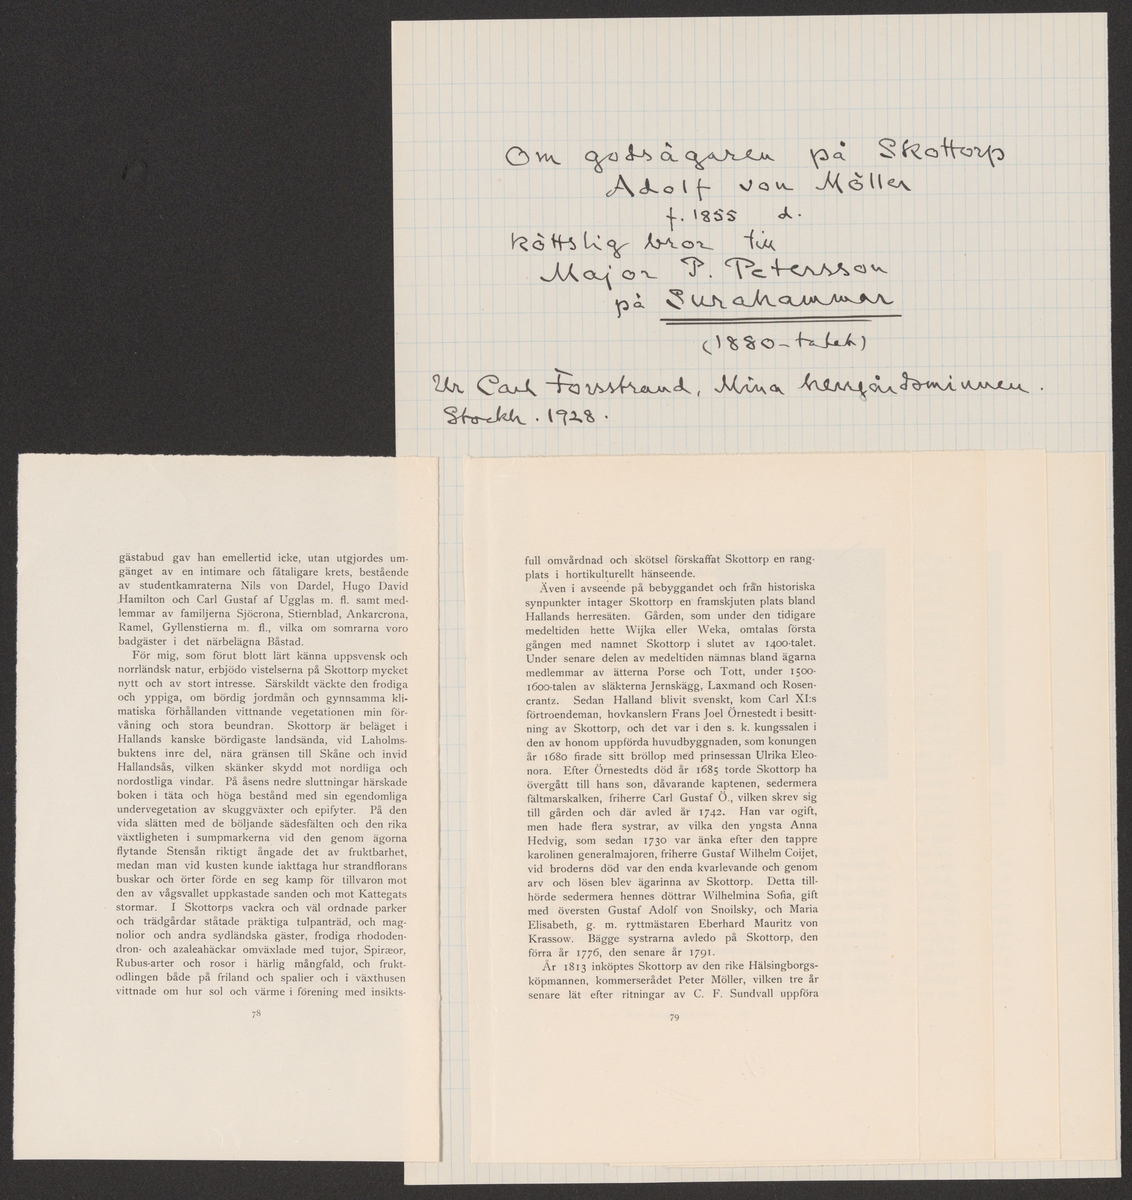 Om godsägaren på Skottorp
Adolf von Möller
f. 1855 d.
köttslig bror till
Major P. Petersson
på Surahammar
(1880-talet)
Ur Carl Forsstrand, Mina herrgårdsminnen.
Stockh. 1928.
gästabud gav han emellertid icke, utan utgjordes um-
gänget av en intimare och fåtaligare krets, bestående
av studentkamraterna Nils von Dardel, Hugo David
Hamilton och Carl Gustaf af Ugglas m. fl. samt med-
lemmar av familjerna Sjöcrona, Stiernblad, Ankarcrona,
Ramel, Gyllenstierna m. fl., vilka om somrarna voro
badgäster i det närbelägna Båstad.
För mig, som förut blott lärt känna uppsvensk och
norrländsk natur, erbjödo vistelserna på Skottorp mycket
nytt och av stort intresse. Särskildt väckte den frodiga
och yppiga, om bördig jordmån och gynnsamma kli-
matiska förhållanden vittnande vegetationen min för-
våning och stora beundran. Skottorp är beläget i
Hallands kanske bördigaste landsända, vid Laholms-
buktens inre del, nära gränsen till Skåne och invid
Hallandsås, vilken skänker skydd mot nordliga och
nordostliga vindar. På åsens nedre sluttningar härskade
boken i täta och höga bestånd med sin egendomliga
undervegetation av skuggväxter och epifyter. På den
vida slätten med de böljande sädesfälten och den rika
växtligheten i sumpmarkerna vid den genom ägorna
flytande Stensån riktigt ångade det av fruktbarhet,
medan man vid kusten kunde iakttaga hur strandflorans
buskar och örter förde en seg kamp för tillvaron mot
den av vågsvallet uppkastade sanden och mot Kattegats
stormar. I Skottorps vackra och väl ordnade parker
och trädgårdar ståtade präktiga tulpanträd, och mag-
nolior och andra sydländska gäster, frodiga rhododen-
dron- och azaleahäckar omväxlade med tujor, Spiræor,
Rubus-arter och rosor i härlig mångfald, och frukt-
odlingen både på friland och spalier och i växthusen
vittnade om hur sol och värme i förening med insikts-
78
full omvårdnad och skötsel förskaffat Skottorp en rang-
plats i hortikulturellt hänseende.
Även i avseende på bebyggandet och från historiska
synpunkter intager Skottorp en framskjuten plats bland
Hallands herresäten. Gården, som under den tidigare
medeltiden hette Wijka eller Weka, omtalas första
gången med namnet Skottorp i slutet av 1400-talet.
Under senare delen av medeltiden nämnas bland ägarna
medlemmar av ätterna Porse och Tott, under 1500-
1600-talen av släkterna Jernskägg, Laxmand och Rosen-
crantz. Sedan Halland blivit svenskt, kom Carl XI:s
förtroendeman, hovkanslern Frans Joel Örnestedt i besitt-
ning av Skottorp, och det var i den s. k. kungssalen i
den av honom uppförda huvudbyggnaden, som konungen
år 1680 firade sitt bröllop med prinsessan Ulrika Eleo-
nora. Efter Örnestedts död år 1685 torde Skottorp ha
övergått till hans son, dåvarande kaptenen, sedermera
fältmarskalken, friherre Carl Gustaf Ö., vilken skrev sig
till gården och där avled år 1742. Han var ogift,
men hade flera systrar, av vilka den yngsta Anna
Hedvig, som sedan 1730 var änka efter den tappre
karolinen generalmajoren, friherre Gustaf Wilhelm Coijet,
vid broderns död var den enda kvarlevande och genom
arv och lösen blev ägarinna av Skottorp. Detta till-
hörde sedermera hennes döttrar Wilhelmina Sofia, gift
med översten Gustaf Adolf von Snoilsky, och Maria
Elisabeth, g. m. ryttmästaren Eberhard Mauritz von
Krassow. Bägge systrarna avledo på Skottorp, den
förra år 1776, den senare år 1791.
År 1813 inköptes Skottorp av den rike Hälsingborgs-
köpmannen, kommerserådet Peter Möller, vilken tre år
senare lät efter ritningar av C. F. Sundvall uppföra
79